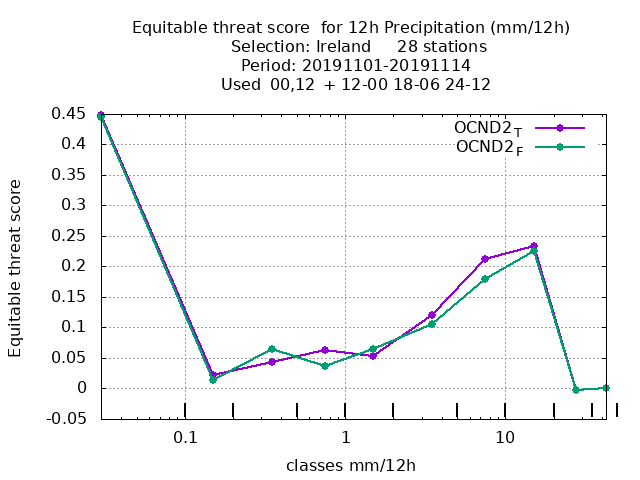 Equitable threat score  for 12h Precipitation (mm/12h)
Selection: Ireland     28 stations
Period: 20191101-20191114
Used  00,12  + 12-00 18-06 24-12
OCND2T
OCND2F
Equitable threat score
0.45
0.4
0.35
0.3
0.25
0.2
0.15
0.1
0.05
0
-0.05
0.1
1
10
classes mm/12h